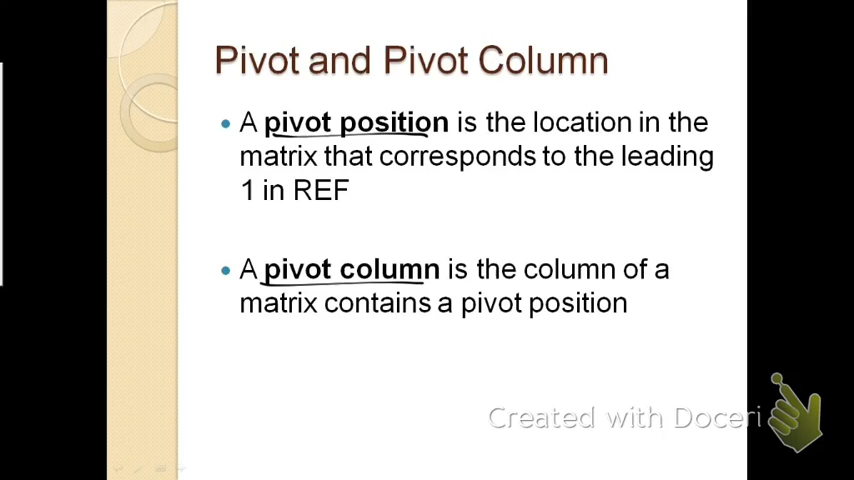 Pivot and Pivot Column
A pivot position is the location in the
matrix that corresponds to the leading
1 in REF
A pivot column is the column of a
matrix contains a pivot position
Created with Doceri